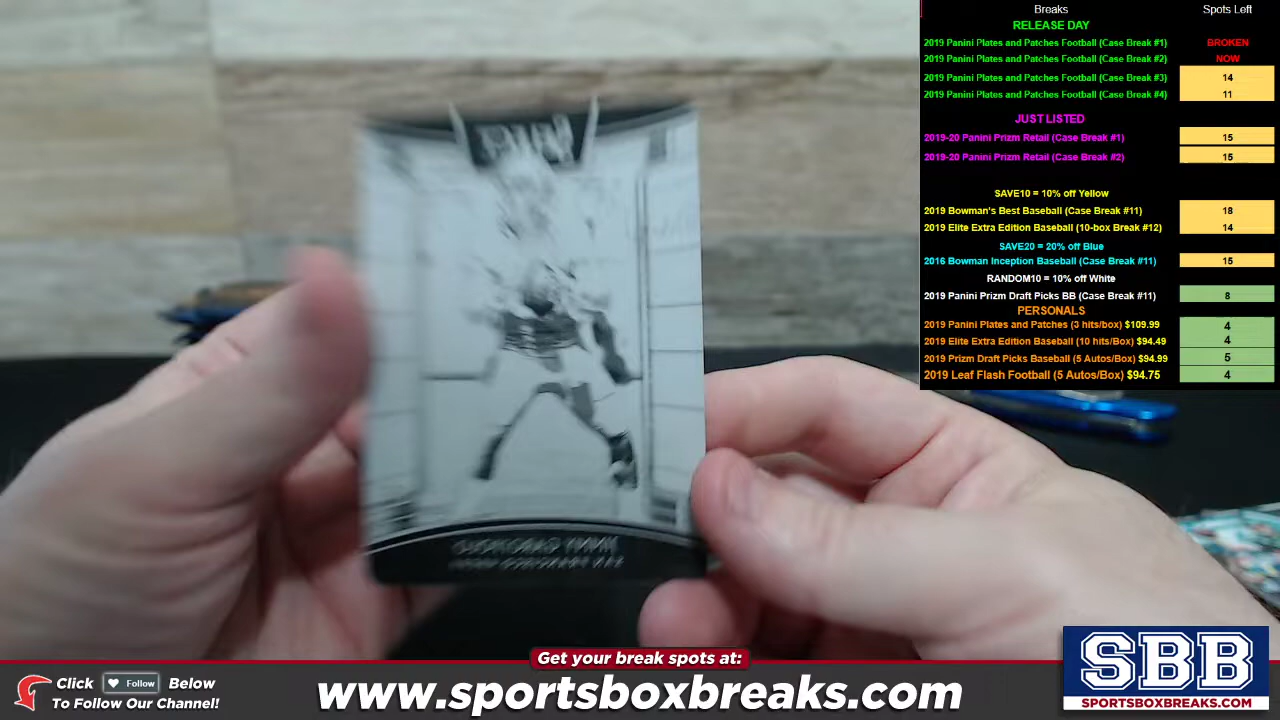 Breaks Spots Left
RELEASE DAY
2019 Panini Plates and Patches Football (Case Break #1) BROKEN
2019 Panini Plates and Patches Football (Case Break #2) NOW
2019 Panini Plates and Patches Football (Case Break #3) 14
2019 Panini Plates and Patches Football (Case Break #4) 11
JUST LISTED
2019-20 Panini Prizm Retail (Case Break #1) 15
2019-20 Panini Prizm Retail (Case Break #2) 15
SAVE10 = 10% off Yellow
2019 Bowman's Best Baseball (Case Break #11) 18
2019 Elite Extra Edition Baseball (10-box Break #12) 14
SAVE20 = 20% off Blue
2016 Bowman Inception Baseball (Case Break #11) 15
RANDOM10 = 10% off White
2019 Panini Prizm Draft Picks BB (Case Break #11) 8
PERSONALS
2019 Panini Plates and Patches (3 hits/box) $109.99 4
2019 Elite Extra Edition Baseball (10 hits/Box) $94.49 4
2019 Prizm Draft Picks Baseball (5 Autos/Box) $94.99 5
2019 Leaf Flash Football (5 Autos/Box) $94.75 4
Get your break spots at:
Click Follow Below
To Follow Our Channel!
www.sportsboxbreaks.com
SBB
SPORTSBOXBREAKS.COM